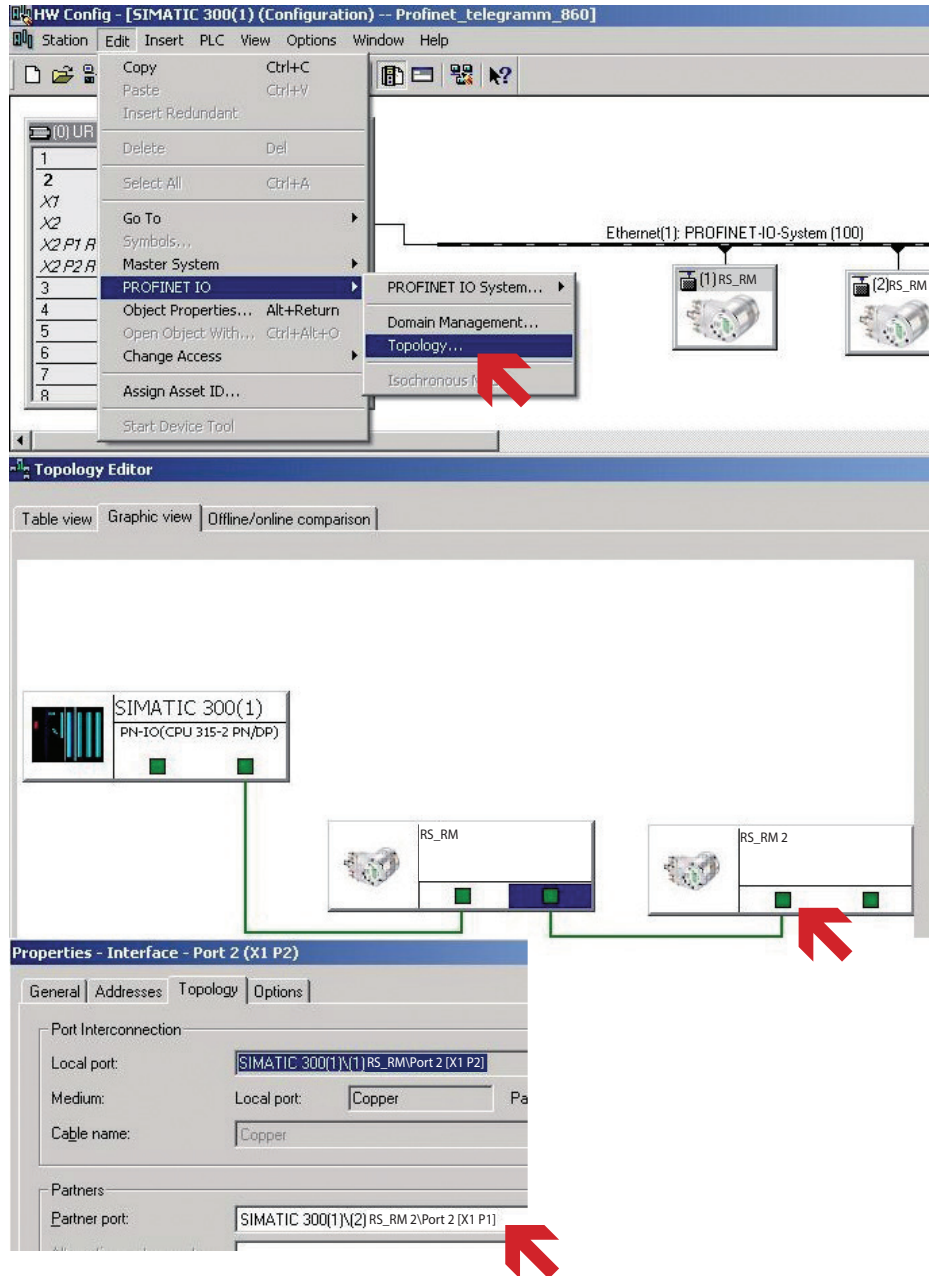 HW Config - [SIMATIC 300(1) (Configuration) -- Profinet_telegramm_860]
Station Edit Insert PLC View Options Window Help
Copy Ctrl+C
Paste Ctrl+V
Insert Redundant
Delete Del
Select All Ctrl+A
Go To
Symbols...
Master System
PROFINET IO
Object Properties... Alt+Return
Open Object With... Ctrl+Alt+O
Change Access
Assign Asset ID...
Start Device Tool
PROFINET IO System...
Domain Management...
Topology...
Isochronous
(0) UR
1
2
X1
X2
X2 P1 R
X2 P2 R
3
4
5
6
7
8
Ethernet(1): PROFINET-IO-System (100)
(1) RS_RM
(2)RS_RM
Topology Editor
Table view Graphic view Offline/online comparison
SIMATIC 300(1)
PN-IO(CPU 315-2 PN/DP)
RS_RM
RS_RM 2
Properties - Interface - Port 2 (X1 P2)
General Addresses Topology Options
Port Interconnection
Local port: SIMATIC 300(1)\(1) RS_RM\Port 2 [X1 P2]
Medium: Local port: Copper Pa
Cable name: Copper
Partners
Partner port: SIMATIC 300(1)\(2) RS_RM 2\Port 2 [X1 P1]